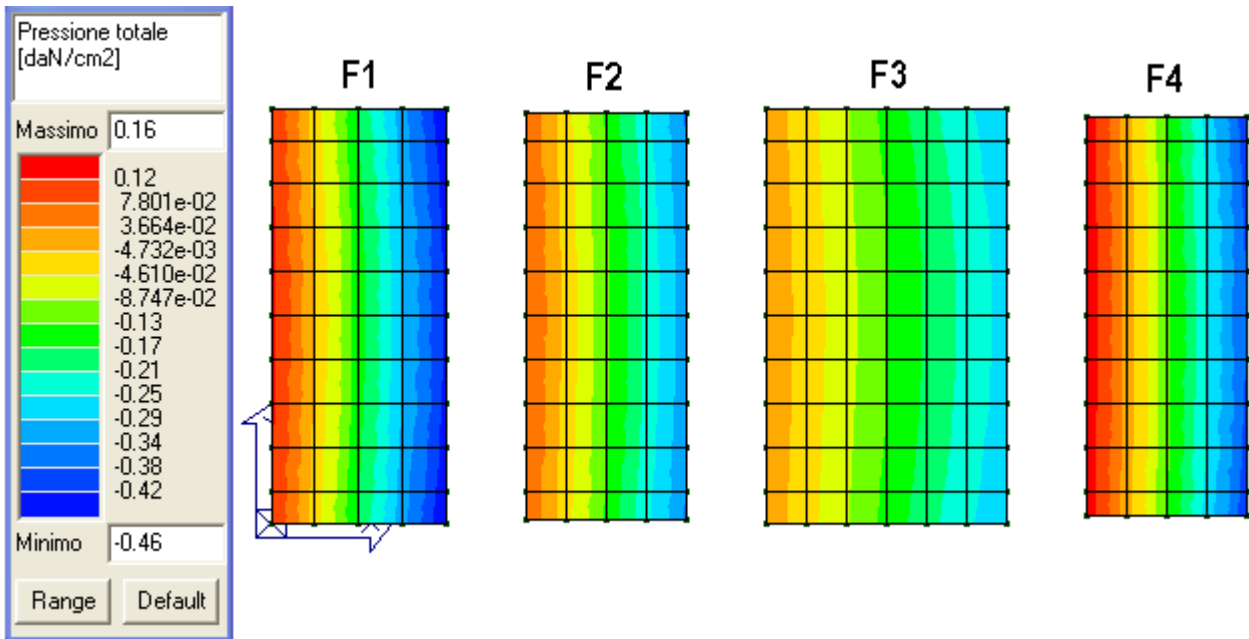 Pressione totale
[daN/cm2]
Massimo 0.16
0.12
7.801e-02
3.664e-02
-4.732e-03
-4.610e-02
-8.747e-02
-0.13
-0.17
-0.21
-0.25
-0.29
-0.34
-0.38
-0.42
Minimo -0.46
Range Default
F1 F2 F3 F4